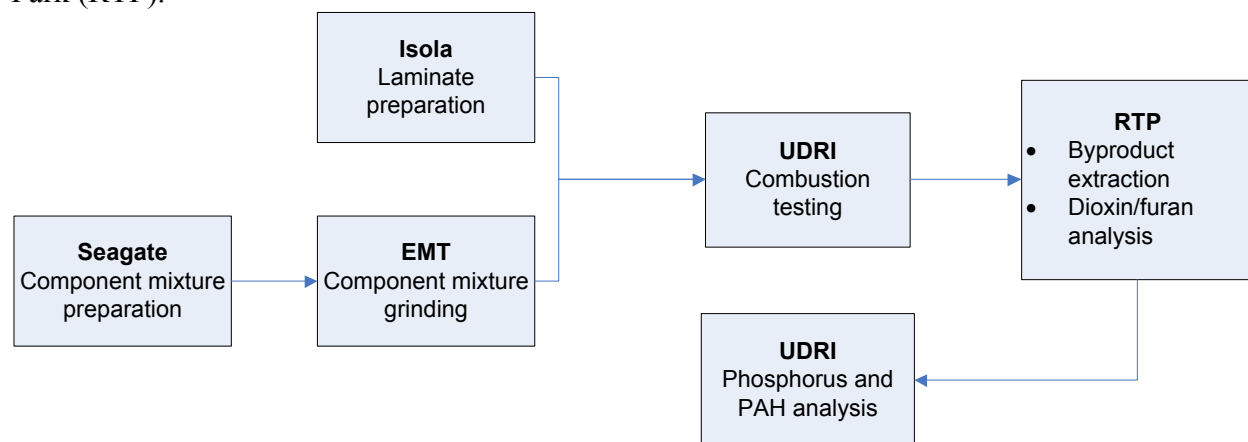 Park (RTP).
Isola
Laminate
preparation
UDRI
Combustion
testing
RTP
• Byproduct
extraction
• Dioxin/furan
analysis
Seagate
Component mixture
preparation
EMT
Component mixture
grinding
UDRI
Phosphorus and
PAH analysis